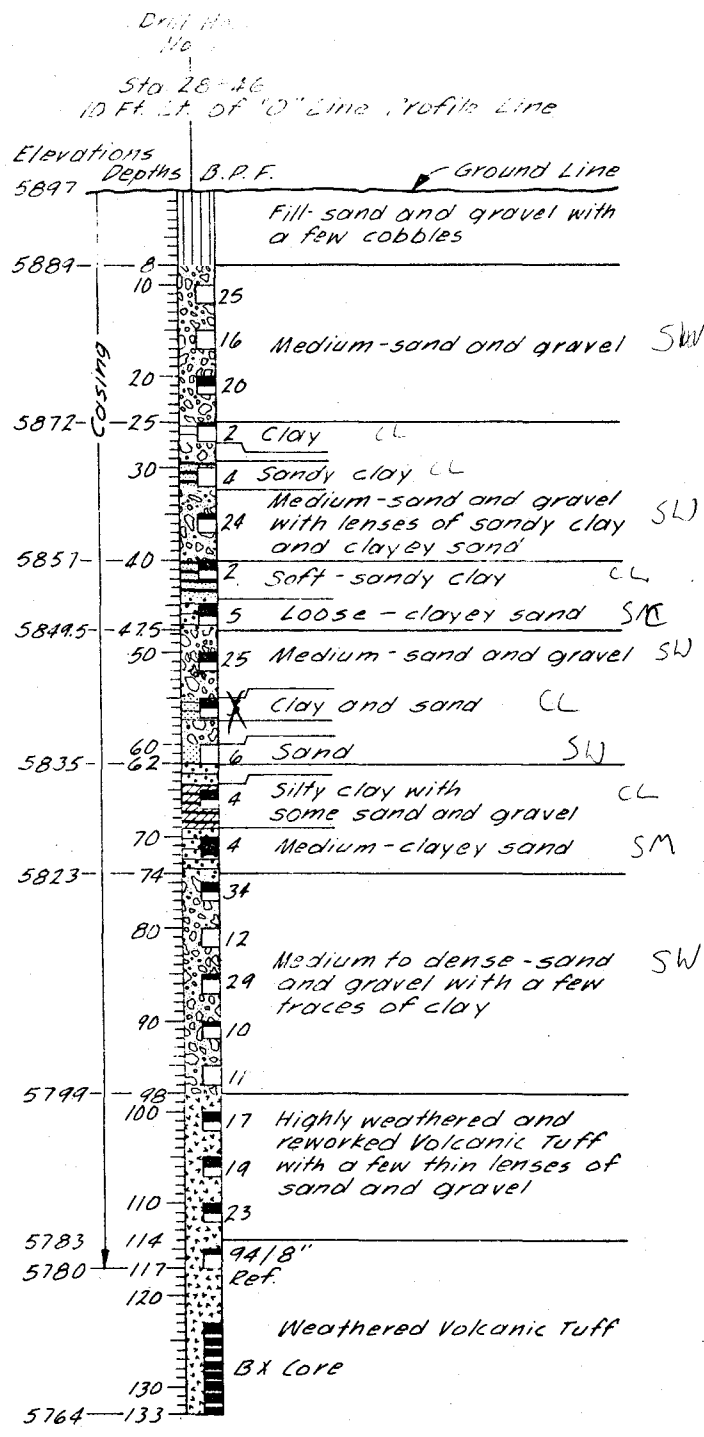 Drill Ho
No.
Sta 28+46
10 Ft. Lt. of "O" Line Profile Line
Elevations
Depths B.P.F.
Ground Line
5897
Fill- sand and gravel with
a few cobbles
5889 8
10
25
16
Medium-sand and gravel SW
20
20
5872 25
Casing
2 Clay CL
30
4 Sandy clay CL
Medium-sand and gravel
24 with lenses of sandy clay SW
and clayey sand
5857 40
2 Soft-sandy clay CL
5 Loose-clayey sand
5849.5 47.5
50
25 Medium-sand and gravel SW
Clay and sand CL
60
6 Sand SW
5835 62
4 Silty clay with CL
some sand and gravel
70
4 Medium-clayey sand SM
5823 74
34
80
12
Medium to dense-sand SW
29 and gravel with a few
traces of clay
90
10
11
5799 98
100
17 Highly weathered and
reworked Volcanic Tuff
19 with a few thin lenses of
sand and gravel
110
23
5783 114
94/8"
5780 117
Ref.
120
Weathered Volcanic Tuff
BX Core
130
5764 133